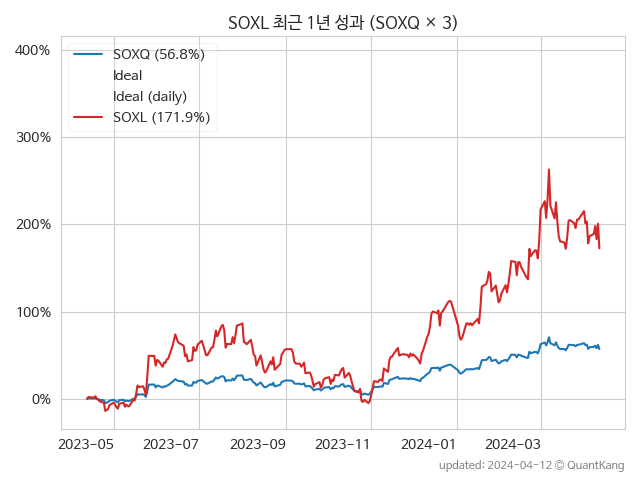 SOXL 최근 1년 성과 (SOXQ × 3)
400%
300%
200%
100%
0%
SOXQ (56.8%)
Ideal
Ideal (daily)
SOXL (171.9%)
2023-05
2023-07
2023-09
2023-11
2024-01
2024-03
updated: 2024-04-12 © QuantKang